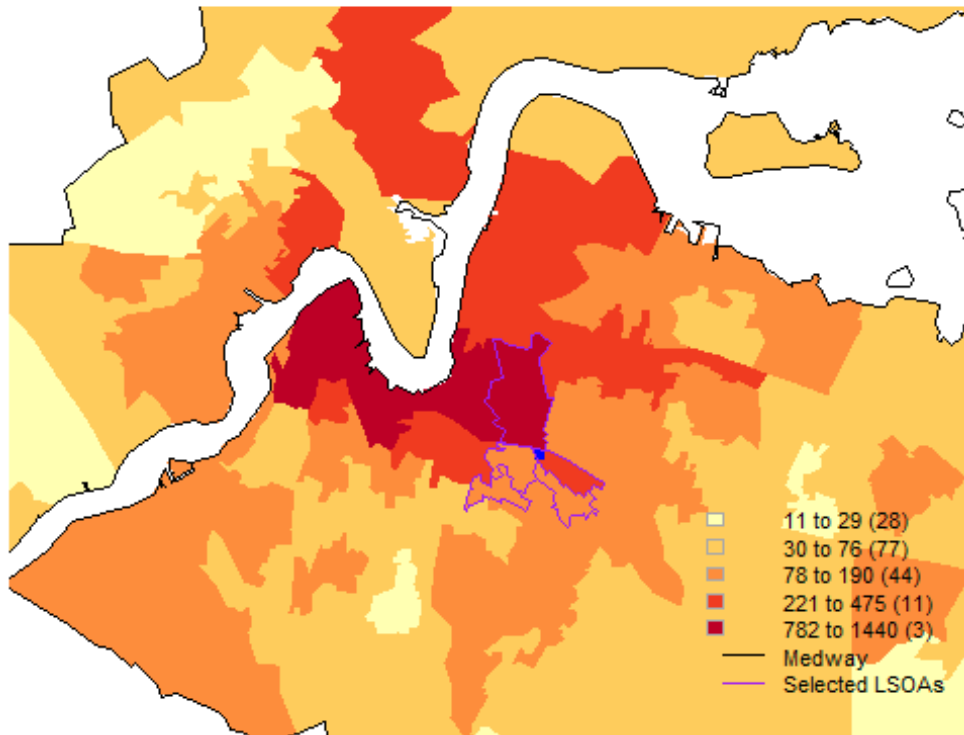 11 to 29 (28)
30 to 76 (77)
78 to 190 (44)
221 to 475 (11)
782 to 1440 (3)
Medway
Selected LSOAs